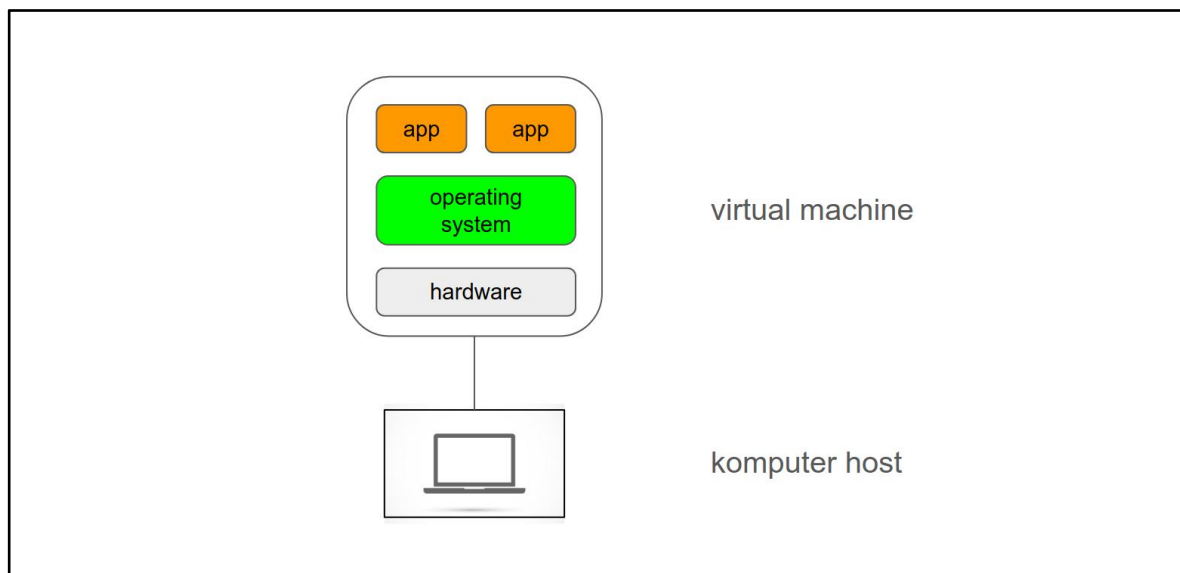 app app
operating
system
virtual machine
hardware
komputer host